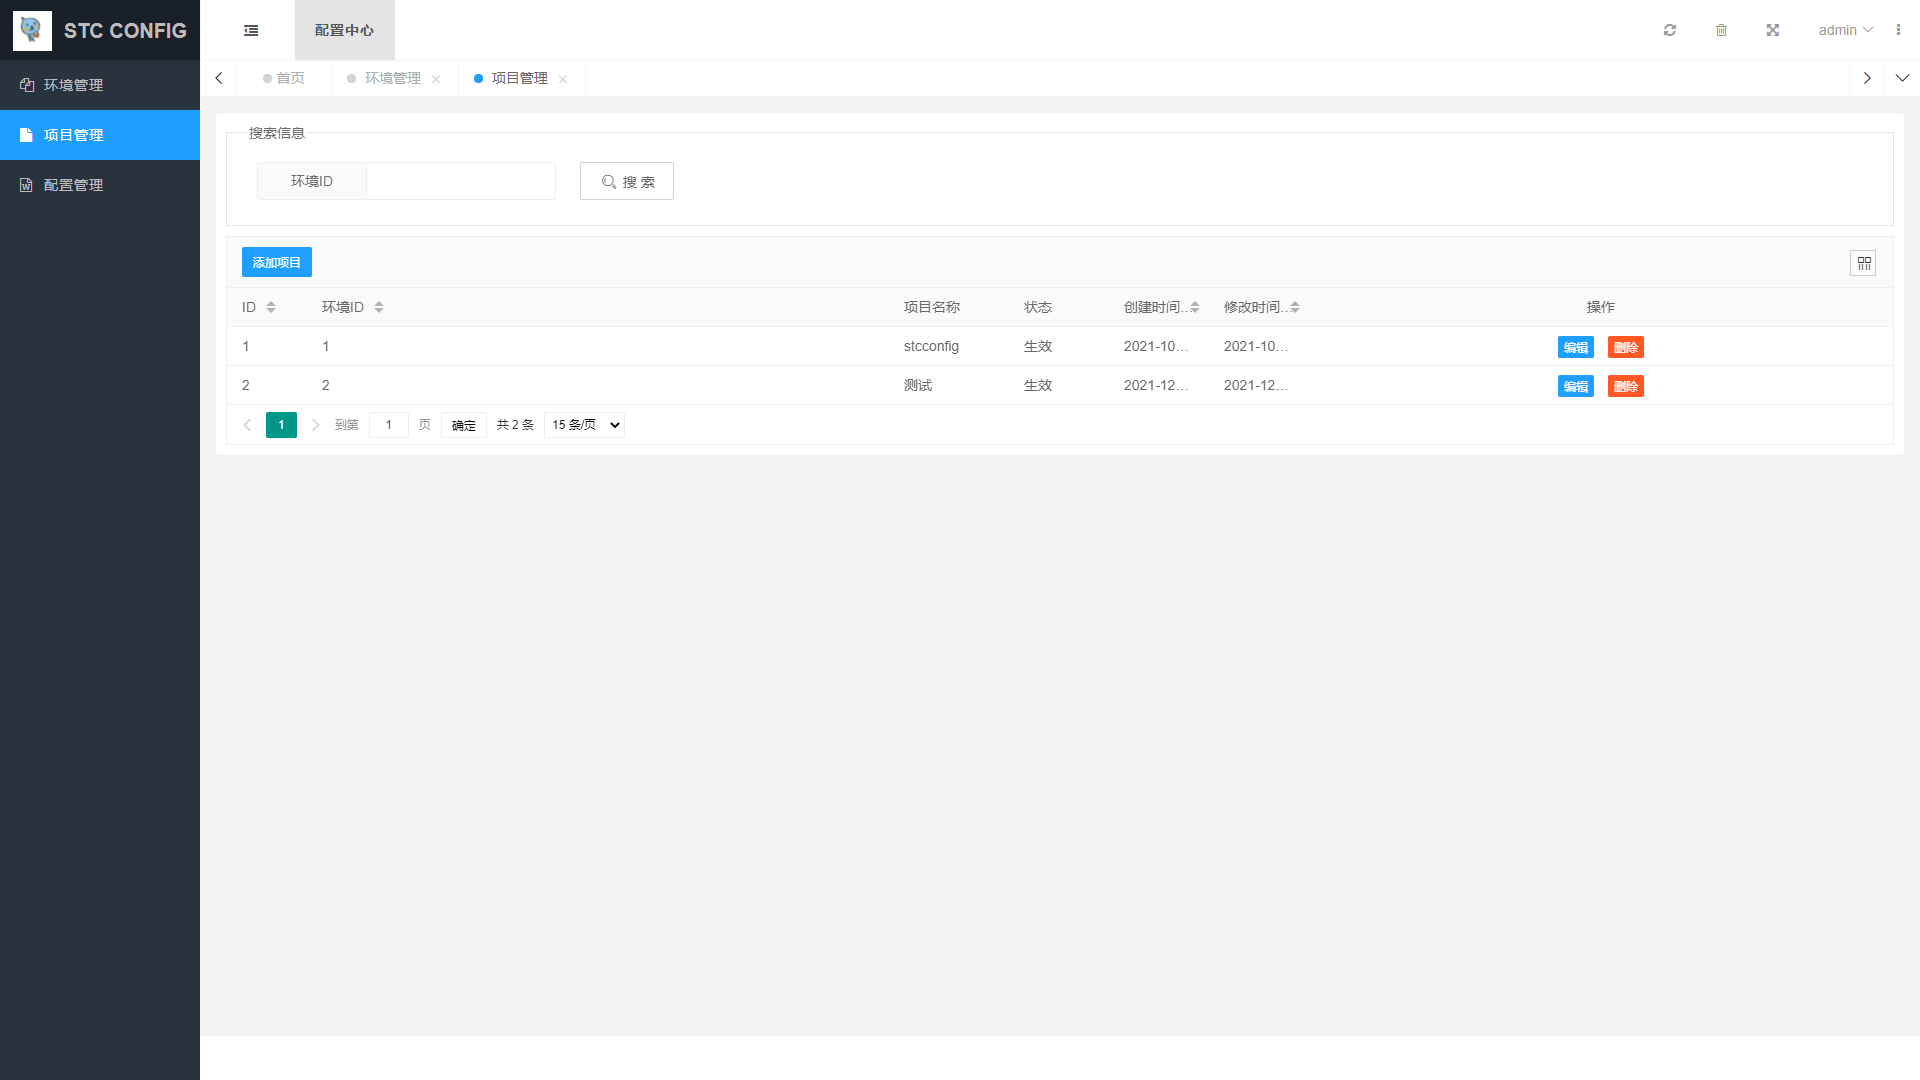 STC CONFIG
配置中心
admin
环境管理
项目管理
配置管理
首页
环境管理
项目管理
搜索信息
环境ID
搜 索
添加项目
ID 环境ID 项目名称 状态 创建时间... 修改时间... 操作
1 1 stcconfig 生效 2021-10... 2021-10... 编辑 删除
2 2 测试 生效 2021-12... 2021-12... 编辑 删除
1 到第 1 页 确定 共 2 条 15 条/页